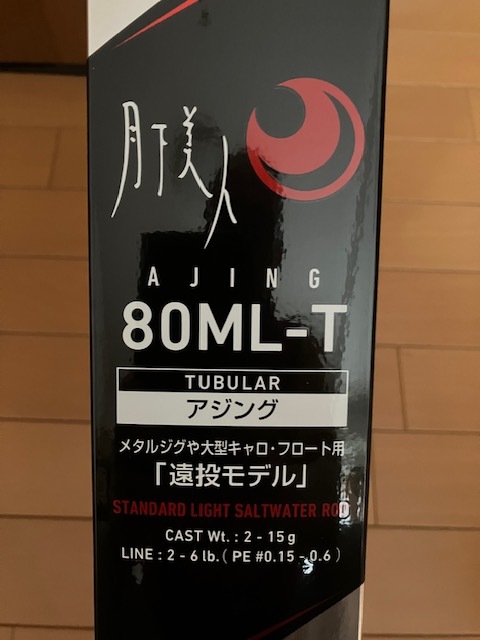 月下美人
AJING
80ML-T
TUBULAR
アジング
メタルジグや大型キャロ・フロート用
「遠投モデル」
STANDARD LIGHT SALTWATER ROD
CAST Wt. : 2 - 15g
LINE : 2 - 6 lb. ( PE #0.15 - 0.6 )